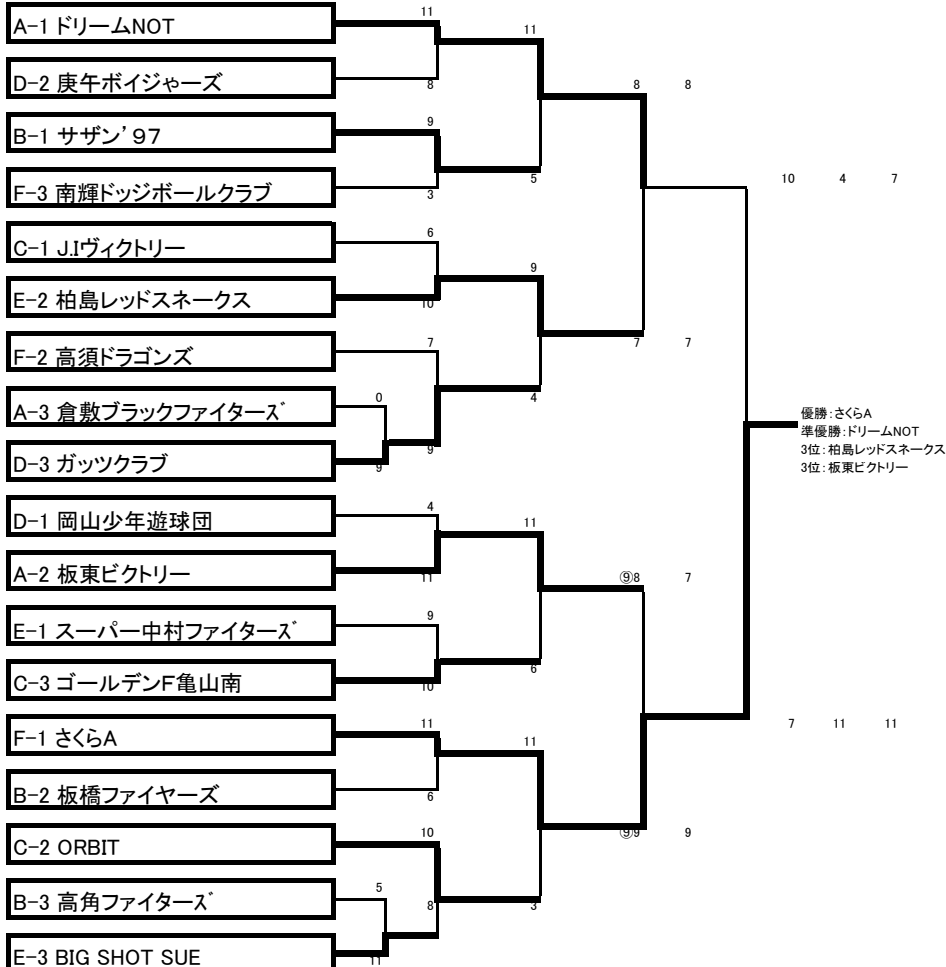 A-1 ドリームNOT
11
11
D-2 庚午ボイジャーズ
8
8
8
B-1 サザン'97
9
F-3 南輝ドッジボールクラブ
3
5
10 4 7
C-1 J.Iヴィクトリー
6
E-2 柏島レッドスネークス
10
9
F-2 高須ドラゴンズ
7
7
7
A-3 倉敷ブラックファイターズ
0
4
D-3 ガッツクラブ
9
9
優勝:さくらA
準優勝:ドリームNOT
3位:柏島レッドスネークス
3位:板東ビクトリー
D-1 岡山少年遊球団
4
11
A-2 板東ビクトリー
11
⑨8
7
E-1 スーパー中村ファイターズ
9
C-3 ゴールデンF亀山南
10
6
F-1 さくらA
11
11
7 11 11
B-2 板橋ファイヤーズ
6
C-2 ORBIT
10
⑨9
9
B-3 高角ファイターズ
5
8
3
E-3 BIG SHOT SUE
11